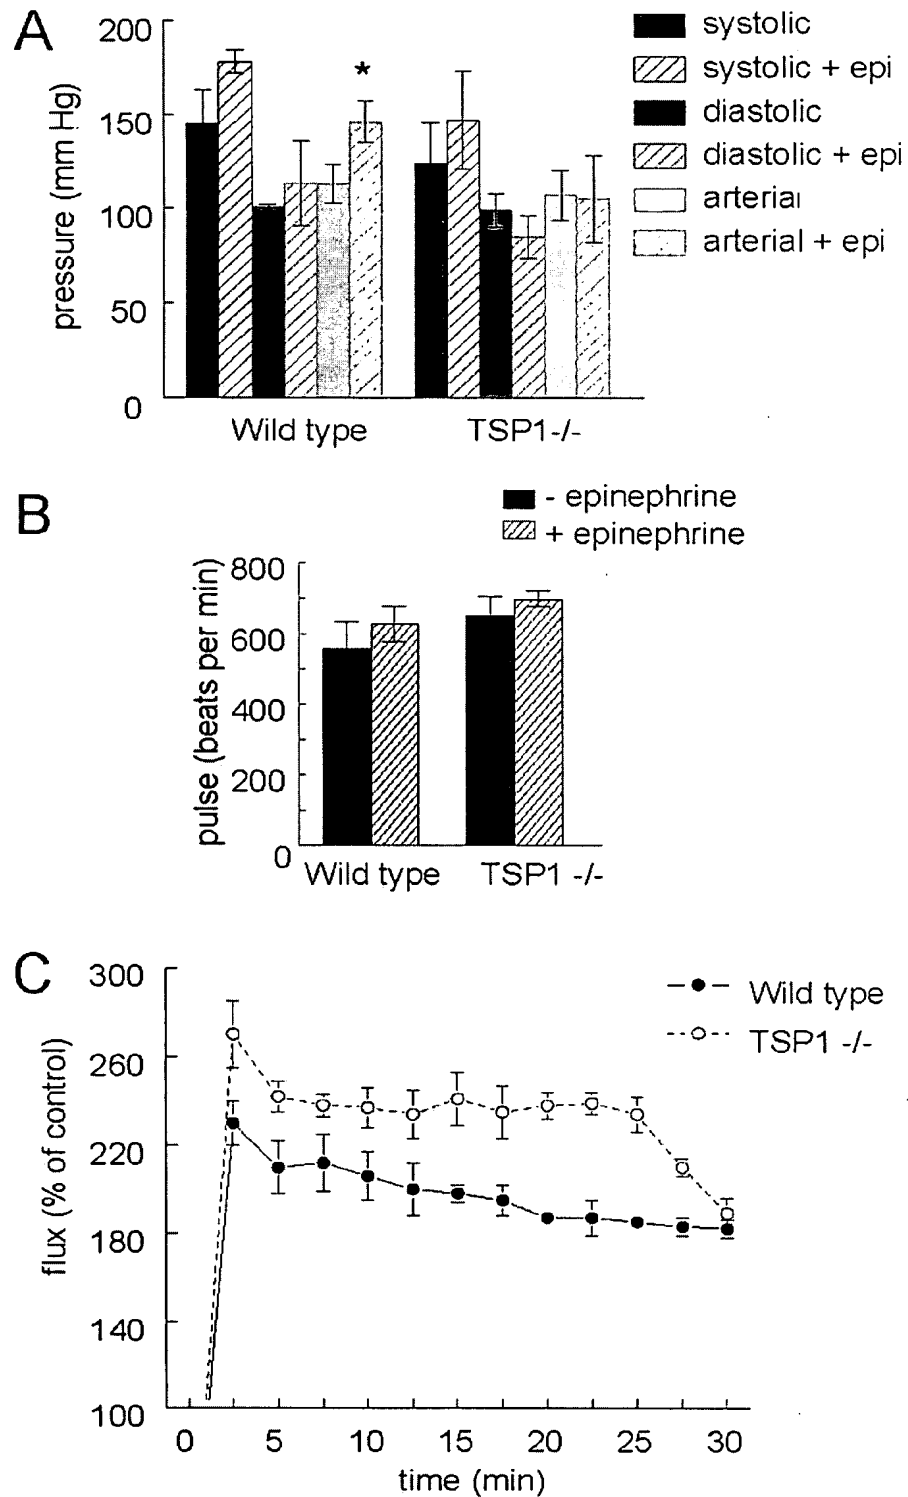 A
200
150
100
50
0
pressure (mm Hg)
*
systolic
systolic + epi
diastolic
diastolic + epi
arterial
arterial + epi
Wild type TSP1-/-
B
- epinephrine
+ epinephrine
800
600
400
200
0
pulse (beats per min)
Wild type TSP1 -/-
C
300
260
220
180
140
100
flux (% of control)
Wild type
TSP1 -/-
0 5 10 15 20 25 30
time (min)